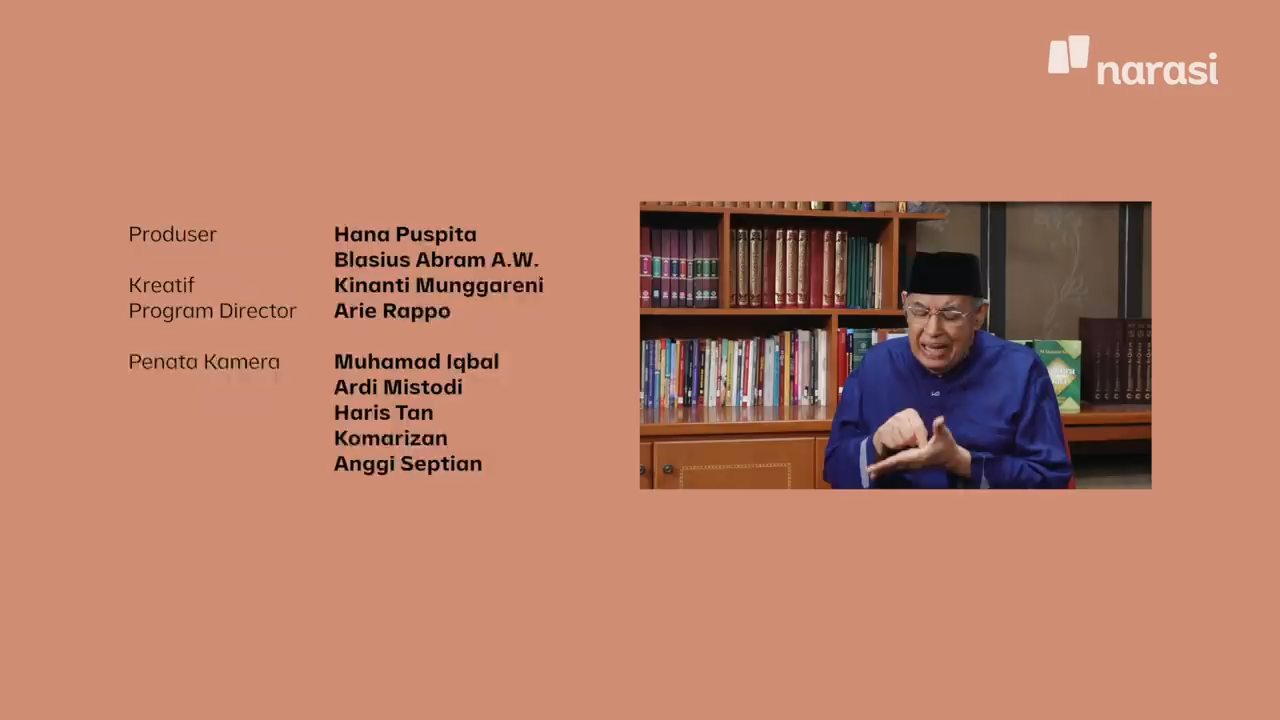 narasi
Produser Hana Puspita
Blasius Abram A.W.
Kreatif Kinanti Munggareni
Program Director Arie Rappo
Penata Kamera Muhamad Iqbal
Ardi Mistodi
Haris Tan
Komarizan
Anggi Septian